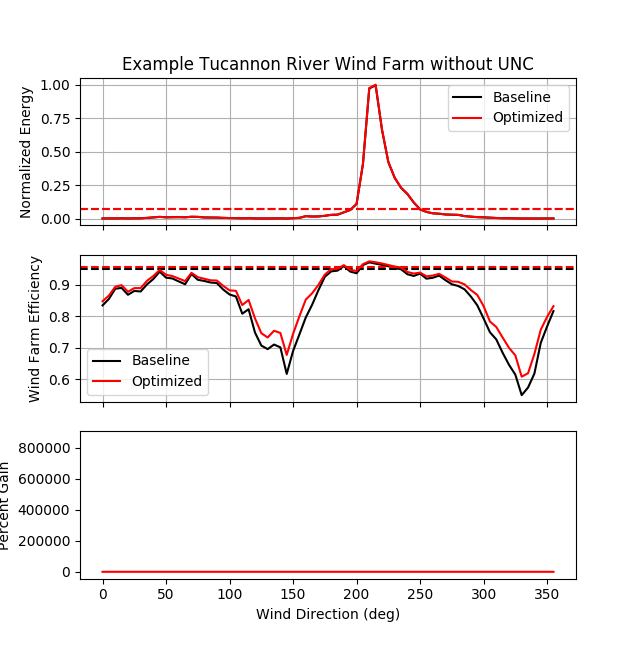 Example Tucannon River Wind Farm without UNC
1.00
0.75
0.50
0.25
0.00
Normalized Energy
Baseline
Optimized
0.9
0.8
0.7
0.6
Wind Farm Efficiency
Baseline
Optimized
800000
600000
400000
200000
0
Percent Gain
0 50 100 150 200 250 300 350
Wind Direction (deg)